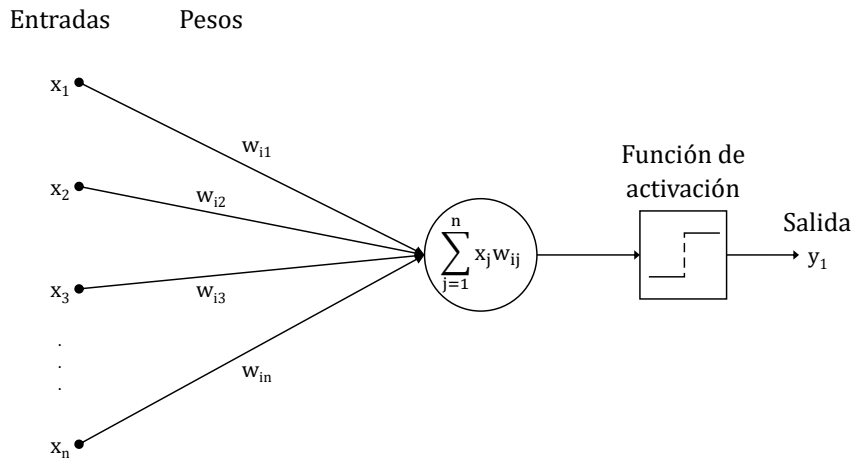 Entradas Pesos
x₁
wᵢ₁
x₂
wᵢ₂
x₃
wᵢ₃
.
.
.
wᵢₙ
xₙ
n
∑ xⱼwᵢⱼ
j=1
Función de
activación
Salida
y₁